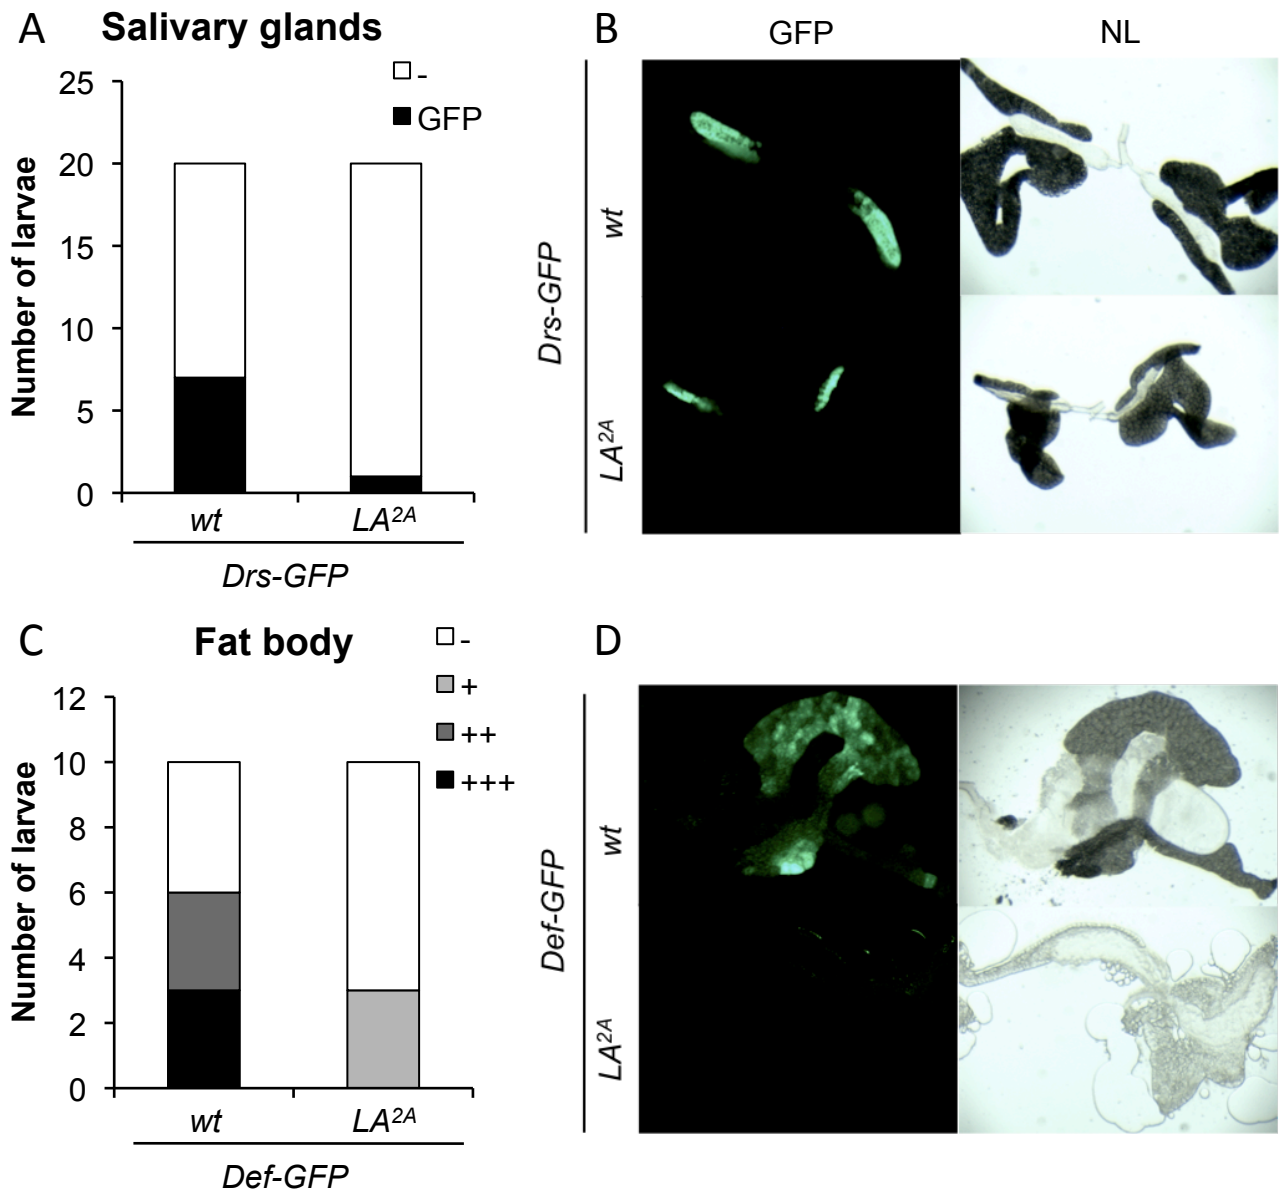 A Salivary glands
-
GFP
Number of larvae
25
20
15
10
5
0
wt LA²ᴬ
Drs-GFP
B GFP NL
Drs-GFP
wt
LA²ᴬ
C Fat body
-
+
++
+++
Number of larvae
12
10
8
6
4
2
0
wt LA²ᴬ
Def-GFP
D
Def-GFP
wt
LA²ᴬ